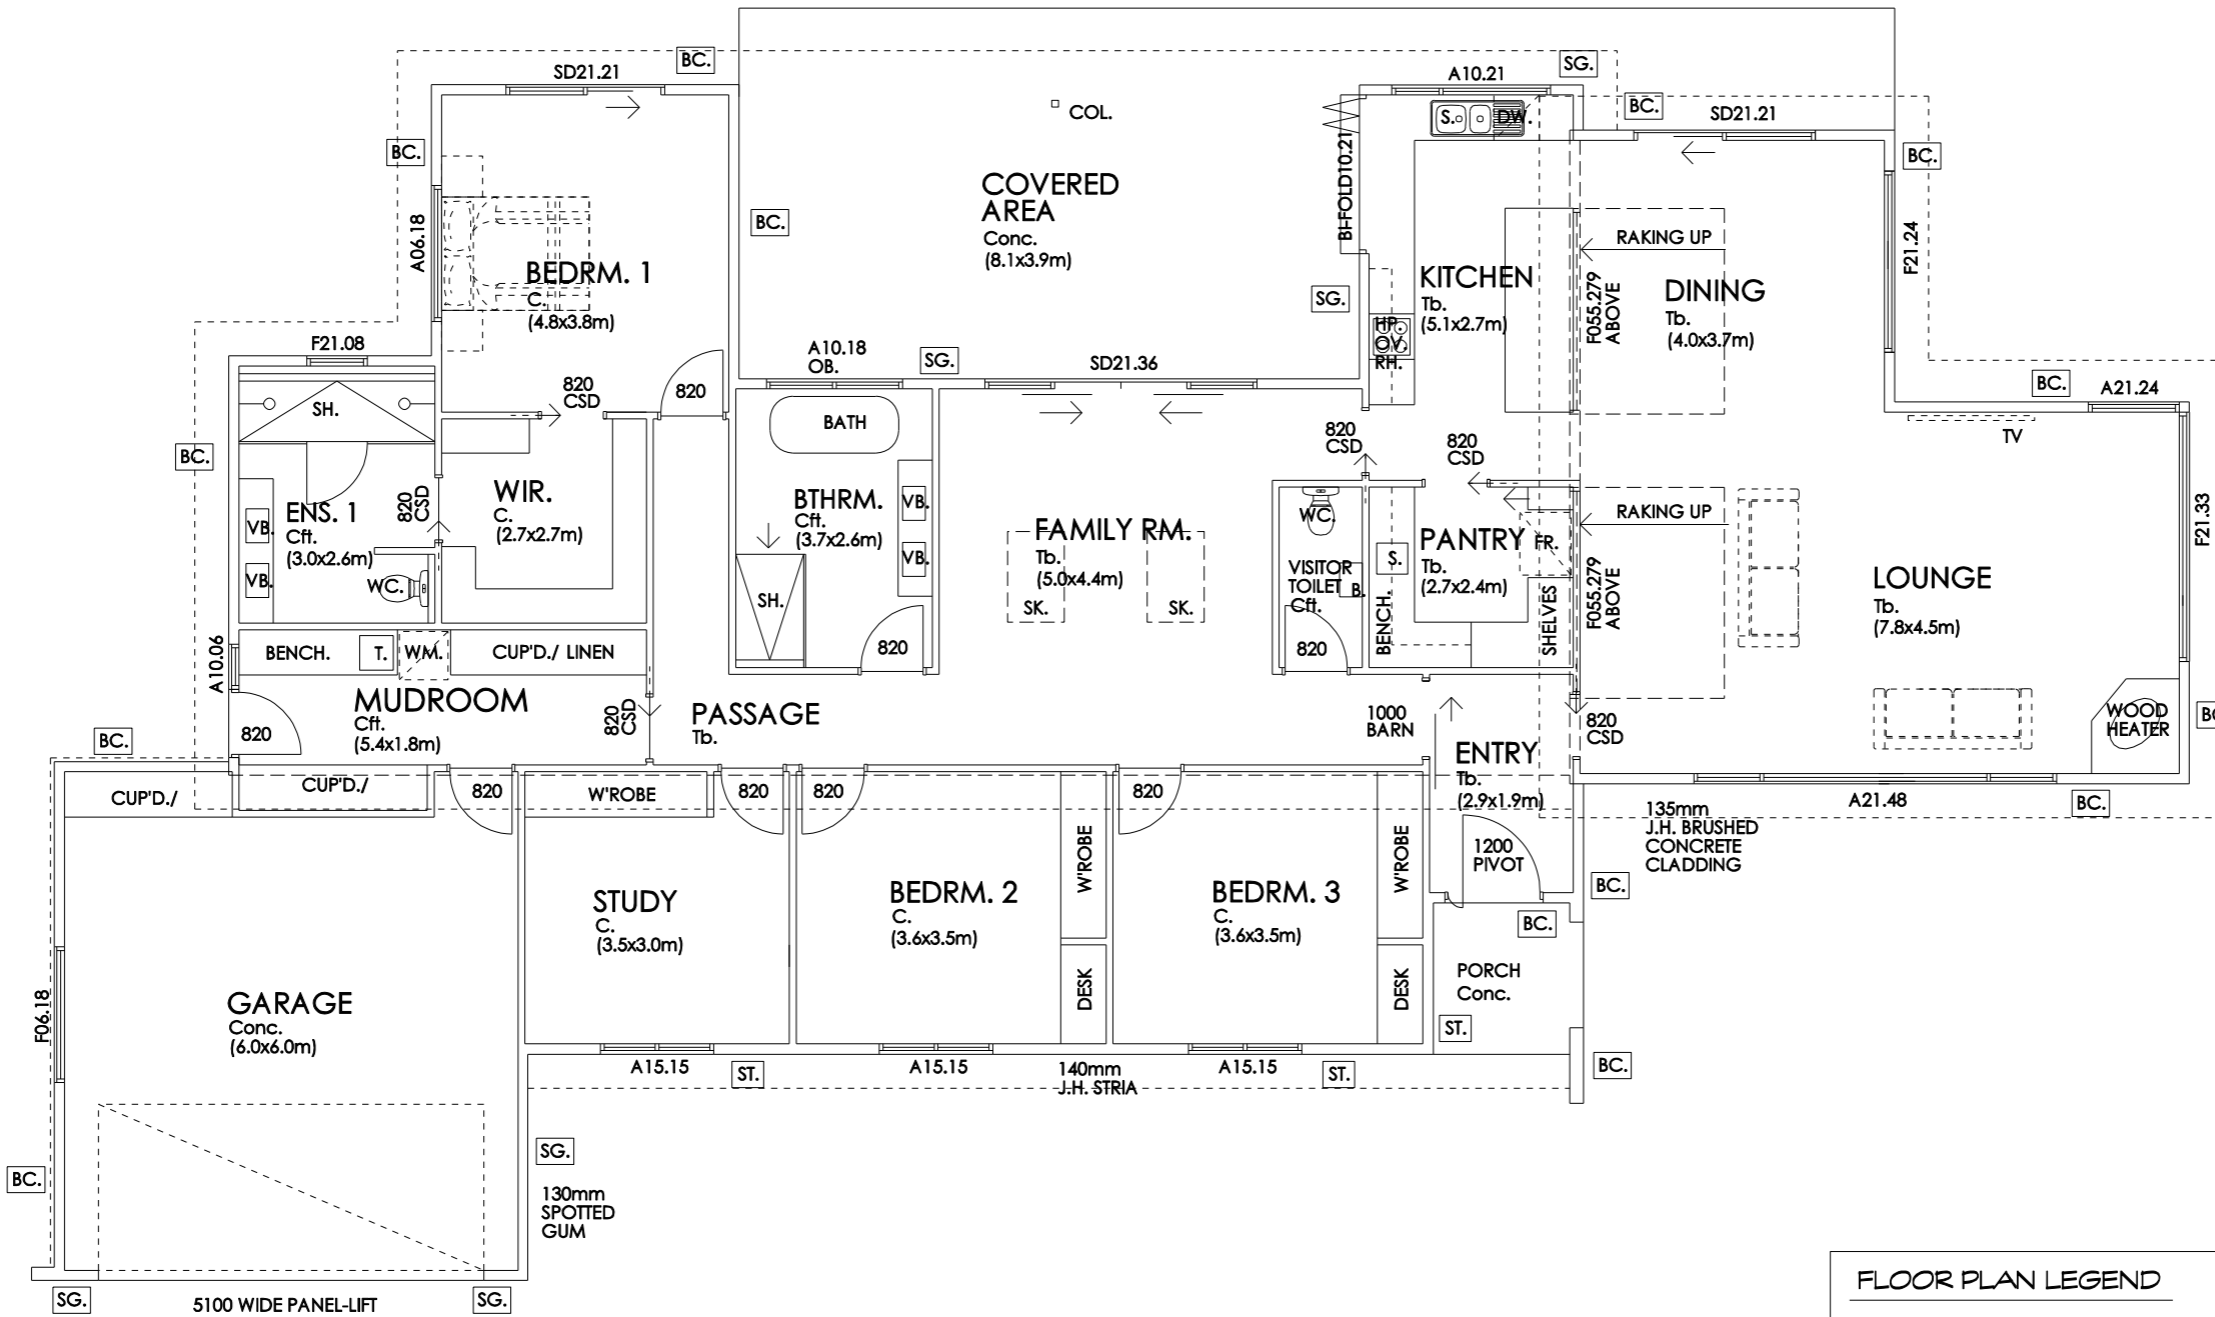 BC.
SD21.21
A10.21
SG.
BC.
SD21.21
COL.
S.
DW.
BC.
BC.
A06.18
BC.
BI-FOLD10.21
COVERED
AREA
Conc.
(8.1x3.9m)
RAKING UP
F21.24
BEDRM. 1
C.
(4.8x3.8m)
SG.
KITCHEN
Tb.
(5.1x2.7m)
F055.279
ABOVE
DINING
Tb.
(4.0x3.7m)
HP.
OV.
RH.
F21.08
A10.18
OB.
SG.
SD21.36
BC.
A21.24
820
CSD
820
SH.
BATH
820
CSD
820
CSD
TV
BC.
WIR.
C.
(2.7x2.7m)
820
CSD
ENS. 1
Cft.
(3.0x2.6m)
VB.
VB.
WC.
BTHRM.
Cft.
(3.7x2.6m)
VB.
VB.
SH.
FAMILY RM.
Tb.
(5.0x4.4m)
SK.
SK.
WC.
VISITOR
TOILET
Cft.
B.
S.
BENCH.
PANTRY
Tb.
(2.7x2.4m)
FR.
SHELVES
RAKING UP
F055.279
ABOVE
F21.33
LOUNGE
Tb.
(7.8x4.5m)
A10.06
BENCH.
T.
WM.
CUP'D./ LINEN
820
820
MUDROOM
Cft.
(5.4x1.8m)
820
820
CSD
PASSAGE
Tb.
1000
BARN
820
CSD
WOOD
HEATER
BC.
ENTRY
Tb.
(2.9x1.9m)
CUP'D./
CUP'D./
820
W'ROBE
820
820
820
A21.48
BC.
135mm
J.H. BRUSHED
CONCRETE
CLADDING
W'ROBE
W'ROBE
1200
PIVOT
STUDY
C.
(3.5x3.0m)
BEDRM. 2
C.
(3.6x3.5m)
BEDRM. 3
C.
(3.6x3.5m)
BC.
BC.
DESK
DESK
PORCH
Conc.
ST.
F06.18
GARAGE
Conc.
(6.0x6.0m)
A15.15
ST.
A15.15
140mm
J.H. STRIA
A15.15
ST.
BC.
SG.
BC.
130mm
SPOTTED
GUM
SG.
5100 WIDE PANEL-LIFT
SG.
FLOOR PLAN LEGEND